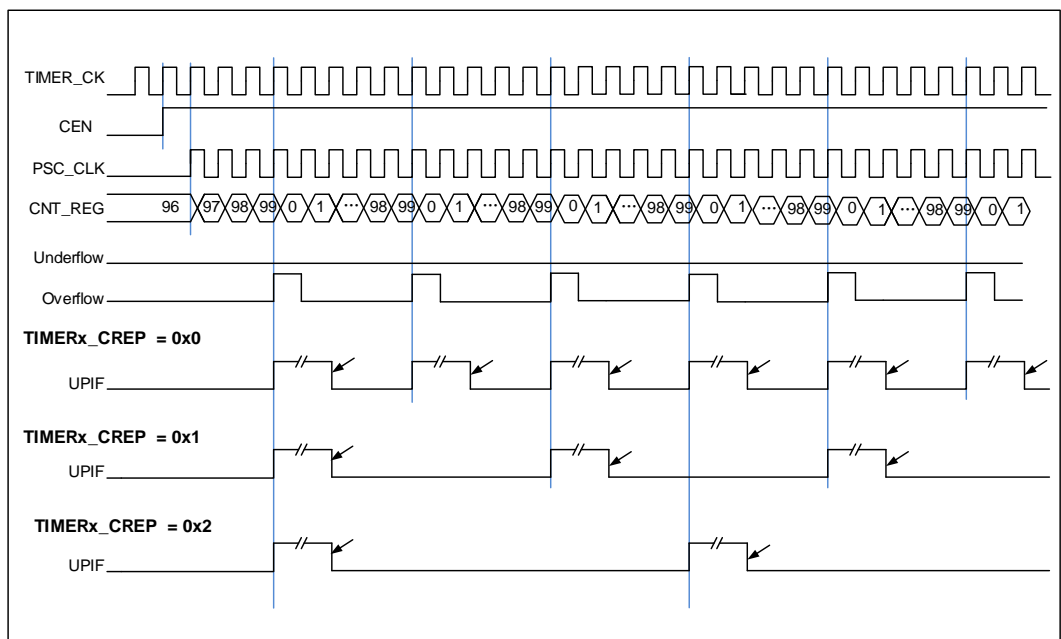 TIMER_CK
CEN
PSC_CLK
CNT_REG 96 97 98 99 0 1 ... 98 99 0 1 ... 98 99 0 1 ... 98 99 0 1 ... 98 99 0 1 ... 98 99 0 1
Underflow
Overflow
TIMERx_CREP = 0x0
UPIF
TIMERx_CREP = 0x1
UPIF
TIMERx_CREP = 0x2
UPIF